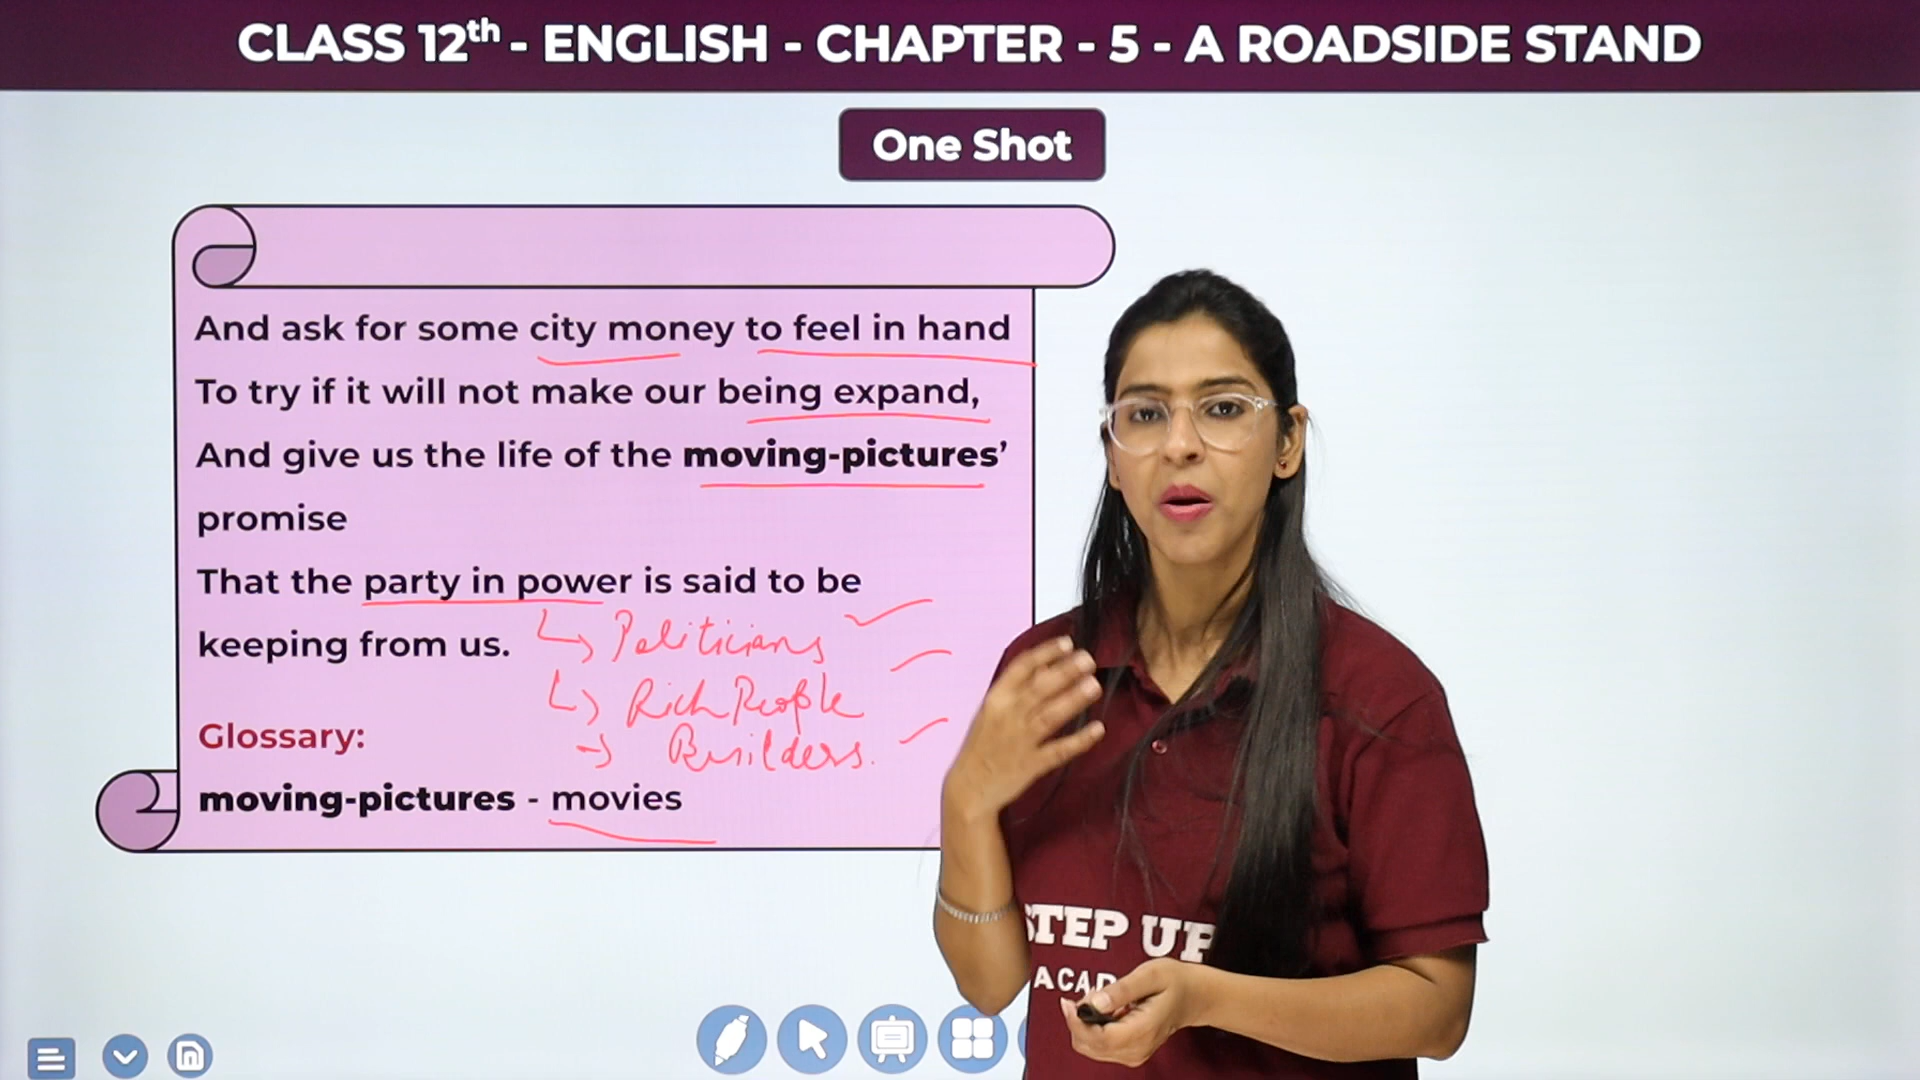 CLASS 12th - ENGLISH - CHAPTER - 5 - A ROADSIDE STAND
One Shot
And ask for some city money to feel in hand
To try if it will not make our being expand,
And give us the life of the moving-pictures’
promise
That the party in power is said to be
keeping from us.
Politicians
Rich People
Builders.
Glossary:
moving-pictures - movies
STEP UP
ACAD